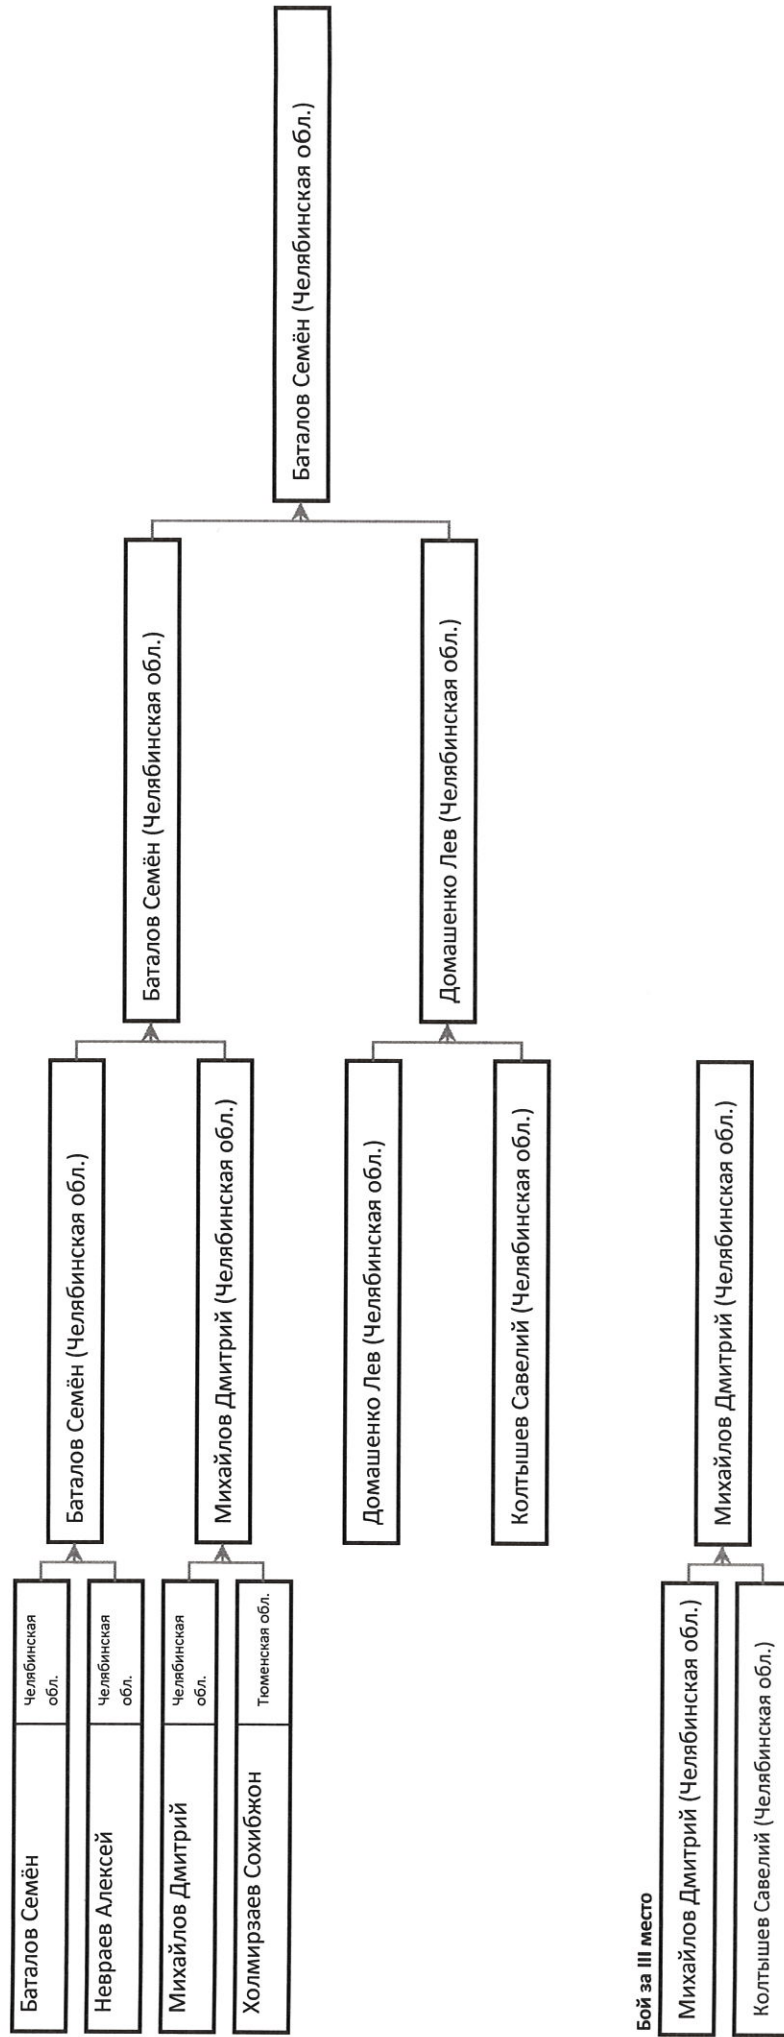 Баталов Семён
Челябинская
обл.
Невраев Алексей
Челябинская
обл.
Михайлов Дмитрий
Челябинская
обл.
Холмирзаев Сохибжон
Тюменская обл.
Баталов Семён (Челябинская обл.)
Михайлов Дмитрий (Челябинская обл.)
Домашенко Лев (Челябинская обл.)
Колтышев Савелий (Челябинская обл.)
Баталов Семён (Челябинская обл.)
Домашенко Лев (Челябинская обл.)
Баталов Семён (Челябинская обл.)
Бой за III место
Михайлов Дмитрий (Челябинская обл.)
Колтышев Савелий (Челябинская обл.)
Михайлов Дмитрий (Челябинская обл.)